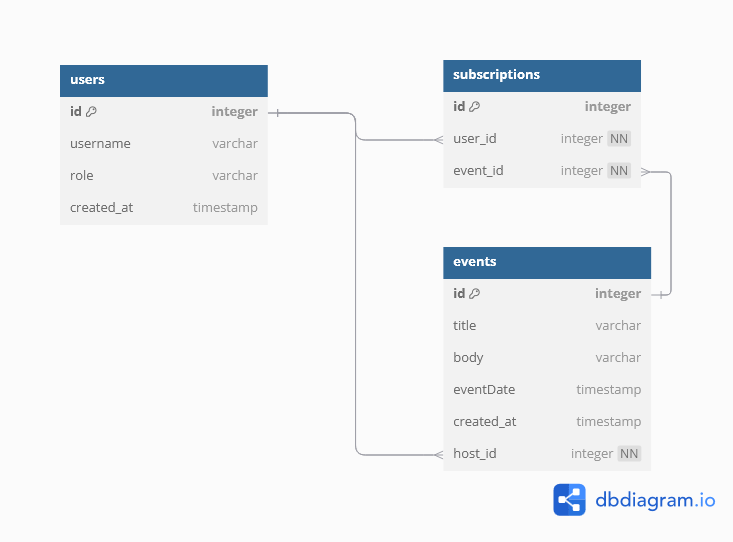 users
id integer
username varchar
role varchar
created_at timestamp
subscriptions
id integer
user_id integer NN
event_id integer NN
events
id integer
title varchar
body varchar
eventDate timestamp
created_at timestamp
host_id integer NN
dbdiagram.io